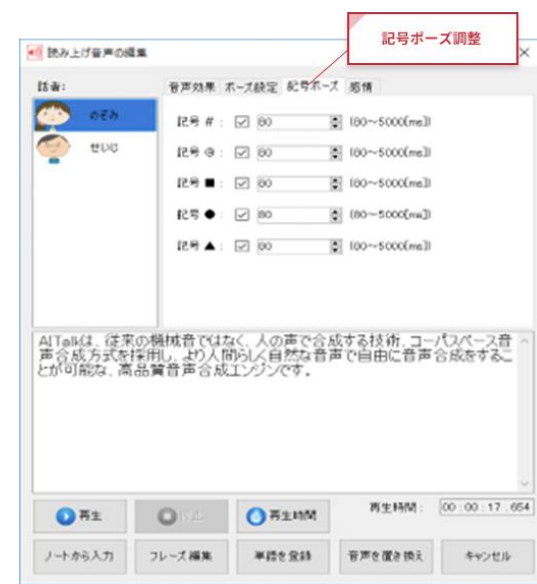 記号ポーズ調整
読み上げ音声の編集
話者:
音声効果 ポーズ設定 記号ポーズ 感情
のぞみ
せいじ
記号 # : 80 (80～5000[ms])
記号 @ : 80 (80～5000[ms])
記号 ■ : 80 (80～5000[ms])
記号 ● : 80 (80～5000[ms])
記号 ▲ : 80 (80～5000[ms])
AITalkは、従来の機械音ではなく、人の声で合成する技術、コーパスベース音
声合成方式を採用し、より人間らしく自然な音声で自由に音声合成をするこ
とが可能な、高品質音声合成エンジンです。
再生 停止 再生時間 再生時間 : 00 : 00 : 17 . 654
ノートから入力 フレーズ編集 単語を登録 音声を置き換え キャンセル